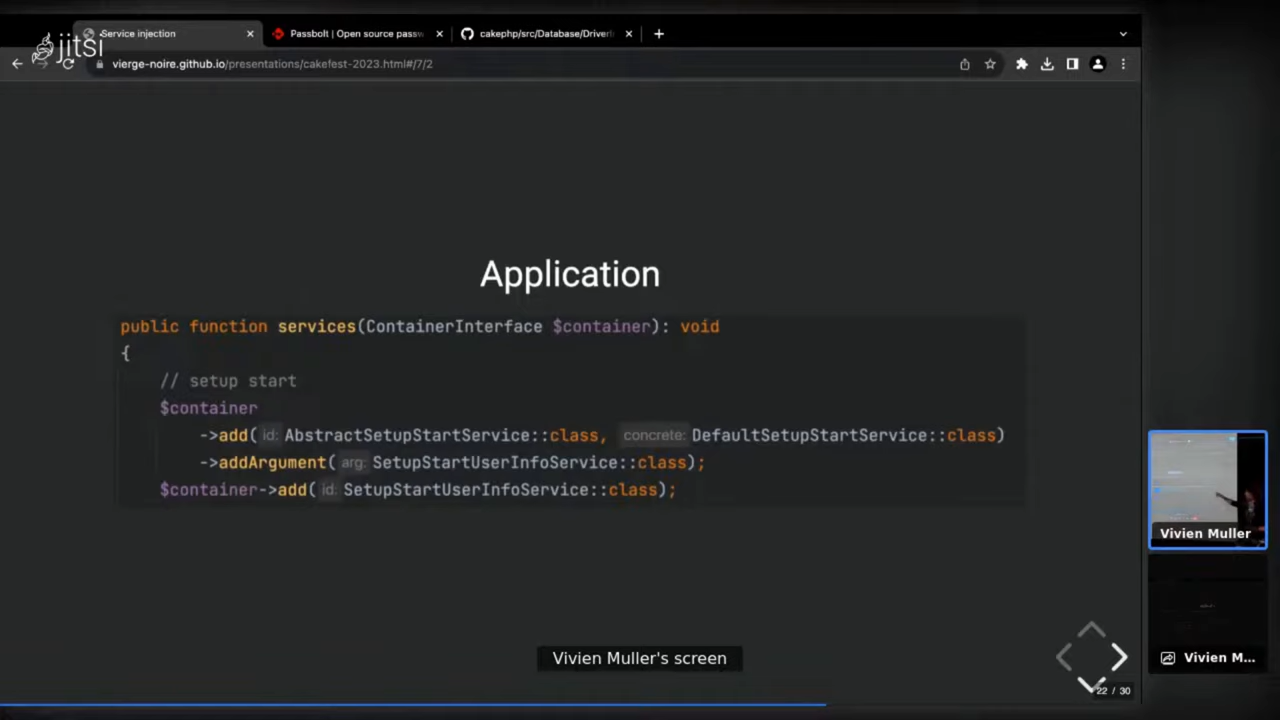 Service injection
Passbolt | Open source passw
cakephp/src/Database/Driver
jitsi
vierge-noire.github.io/presentations/cakefest-2023.html#/7/2
Application
public function services(ContainerInterface $container): void
{
// setup start
$container
->add( id: AbstractSetupStartService::class, concrete: DefaultSetupStartService::class)
->addArgument( arg: SetupStartUserInfoService::class);
$container->add( id: SetupStartUserInfoService::class);
Vivien Muller
Vivien Muller's screen
Vivien M...
22 / 30